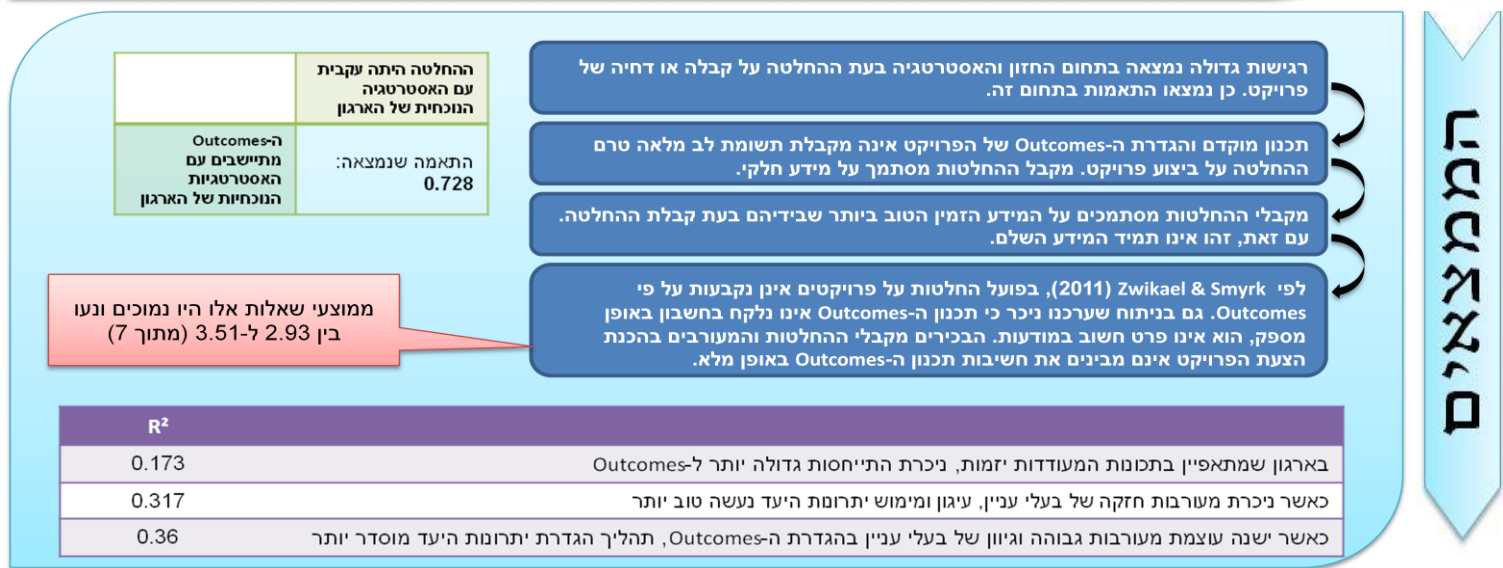 הממצאים
רגישות גדולה נמצאה בתחום החזון והאסטרטגיה בעת ההחלטה על קבלה או דחיה של
פרויקט. כן נמצאו התאמות בתחום זה.
תכנון מוקדם והגדרת ה-Outcomes של הפרויקט אינה מקבלת תשומת לב מלאה טרם
ההחלטה על ביצוע פרויקט. מקבל ההחלטות מסתמך על מידע חלקי.
מקבלי ההחלטות מסתמכים על המידע הזמין הטוב ביותר שבידיהם בעת קבלת ההחלטה.
עם זאת, זהו אינו תמיד המידע השלם.
לפי Zwikael & Smyrk (2011), בפועל החלטות על פרויקטים אינן נקבעות על פי
Outcomes. גם בניתוח שערכנו ניכר כי תכנון ה-Outcomes אינו נלקח בחשבון באופן
מספק, הוא אינו פרט חשוב במודעות. הבכירים מקבלי ההחלטות והמעורבים בהכנת
הצעת הפרויקט אינם מבינים את חשיבות תכנון ה-Outcomes באופן מלא.
ההחלטה היתה עקבית
עם האסטרטגיה
הנוכחית של הארגון
התאמה שנמצאה:
0.728
ה-Outcomes
מתיישבים עם
האסטרטגיות
הנוכחיות של הארגון
ממוצעי שאלות אלו היו נמוכים ונעו
בין 2.93 ל-3.51 (מתוך 7)
R²
בארגון שמתאפיין בתכונות המעודדות יזמות, ניכרת התייחסות גדולה יותר ל-Outcomes 0.173
כאשר ניכרת מעורבות חזקה של בעלי עניין, עיגון ומימוש יתרונות היעד נעשה טוב יותר 0.317
כאשר ישנה עוצמת מעורבות גבוהה וגיוון של בעלי עניין בהגדרת ה-Outcomes, תהליך הגדרת יתרונות היעד מוסדר יותר 0.36